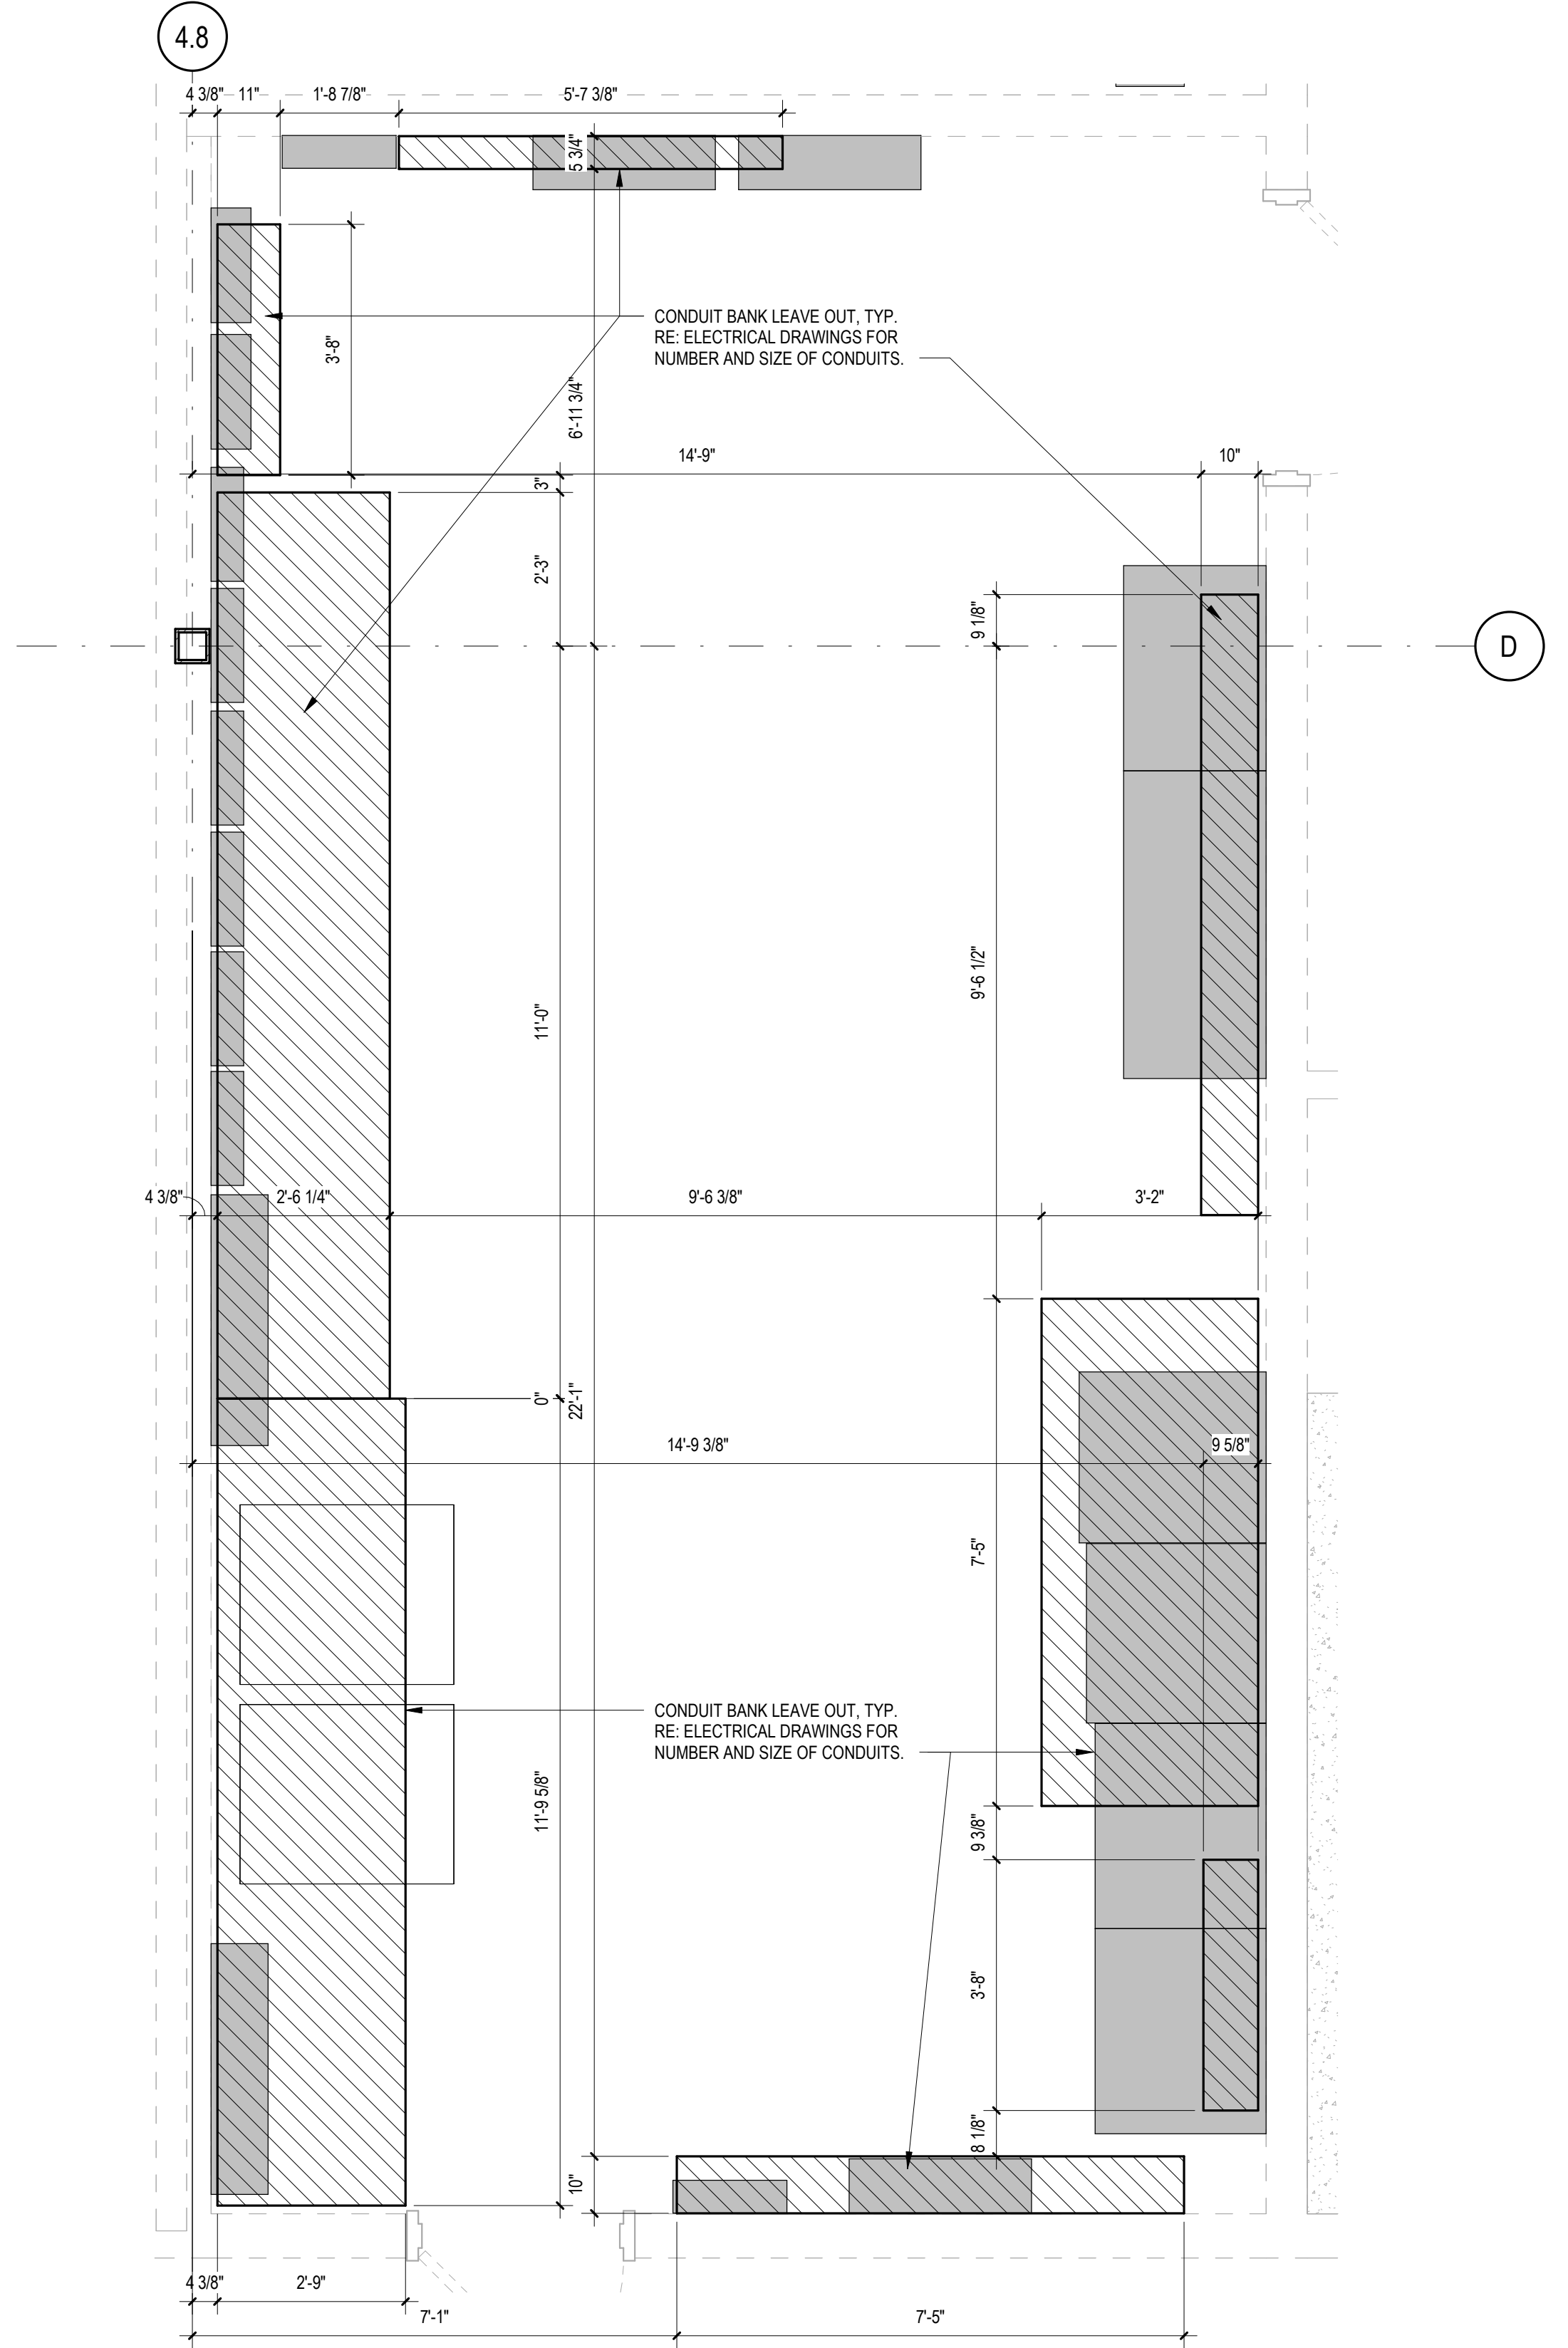 4.8
4 3/8" 11" 1'-8 7/8" 5'-7 3/8"
5 3/4"
CONDUIT BANK LEAVE OUT, TYP.
RE: ELECTRICAL DRAWINGS FOR
NUMBER AND SIZE OF CONDUITS.
3'-8"
6'-11 3/4"
14'-9" 10"
3"
2'-3"
9 1/8"
D
9'-6 1/2"
11'-0"
4 3/8" 2'-6 1/4" 9'-6 3/8" 3'-2"
0"
22'-1"
14'-9 3/8" 9 5/8"
7'-5"
CONDUIT BANK LEAVE OUT, TYP.
RE: ELECTRICAL DRAWINGS FOR
NUMBER AND SIZE OF CONDUITS.
11'-9 5/8"
9 3/8"
3'-8"
8 1/8"
10"
4 3/8" 2'-9"
7'-1" 7'-5"